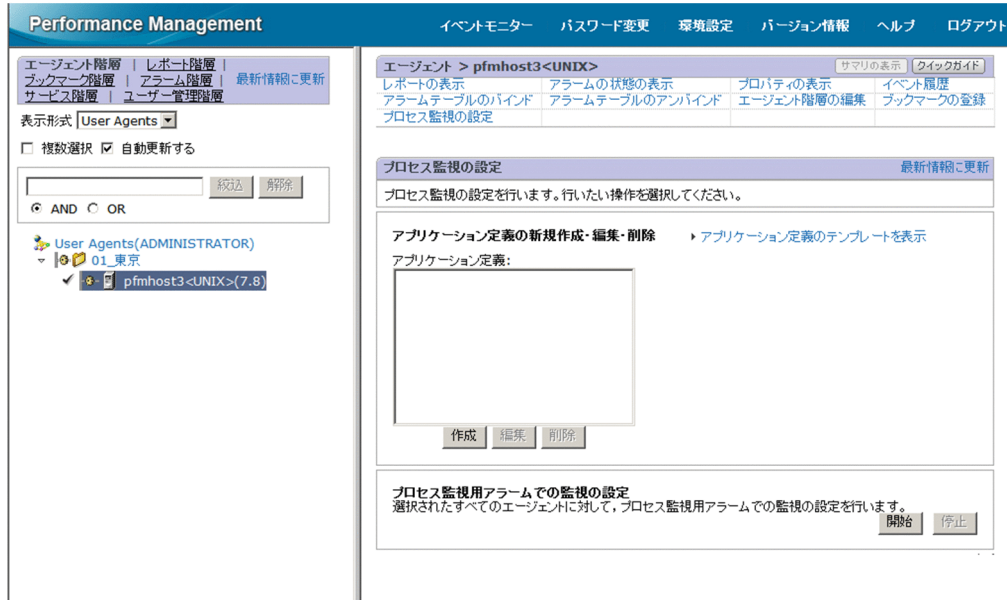 Performance Management
イベントモニター パスワード変更 環境設定 バージョン情報 ヘルプ ログアウト
エージェント階層 | レポート階層 |
ブックマーク階層 | アラーム階層 | 最新情報に更新
サービス階層 | ユーザー管理階層
表示形式 User Agents
複数選択 自動更新する
絞込 解除
AND OR
User Agents(ADMINISTRATOR)
01_東京
pfmhost3<UNIX>(7.8)
エージェント > pfmhost3<UNIX> サマリの表示 クイックガイド
レポートの表示 アラームの状態の表示 プロパティの表示 イベント履歴
アラームテーブルのバインド アラームテーブルのアンバインド エージェント階層の編集 ブックマークの登録
プロセス監視の設定
プロセス監視の設定 最新情報に更新
プロセス監視の設定を行います。行いたい操作を選択してください。
アプリケーション定義の新規作成・編集・削除 アプリケーション定義のテンプレートを表示
アプリケーション定義:
作成 編集 削除
プロセス監視用アラームでの監視の設定
選択されたすべてのエージェントに対して，プロセス監視用アラームでの監視の設定を行います。
開始 停止